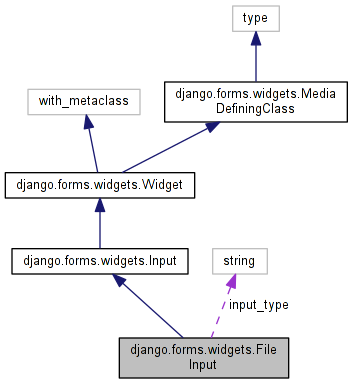 type
django.forms.widgets.Media
DefiningClass
with_metaclass
django.forms.widgets.Widget
django.forms.widgets.Input
string
input_type
django.forms.widgets.File
Input